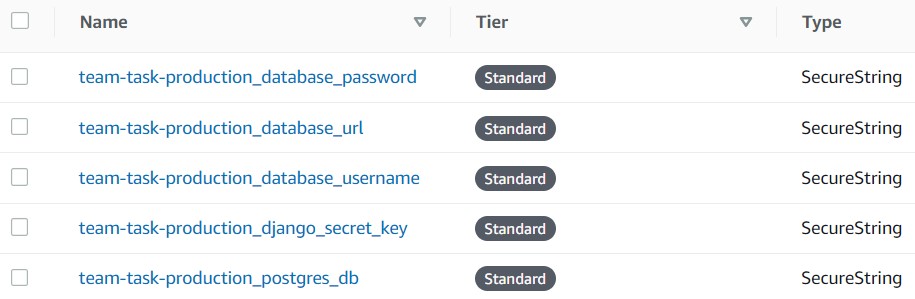 Name Tier Type
team-task-production_database_password Standard SecureString
team-task-production_database_url Standard SecureString
team-task-production_database_username Standard SecureString
team-task-production_django_secret_key Standard SecureString
team-task-production_postgres_db Standard SecureString